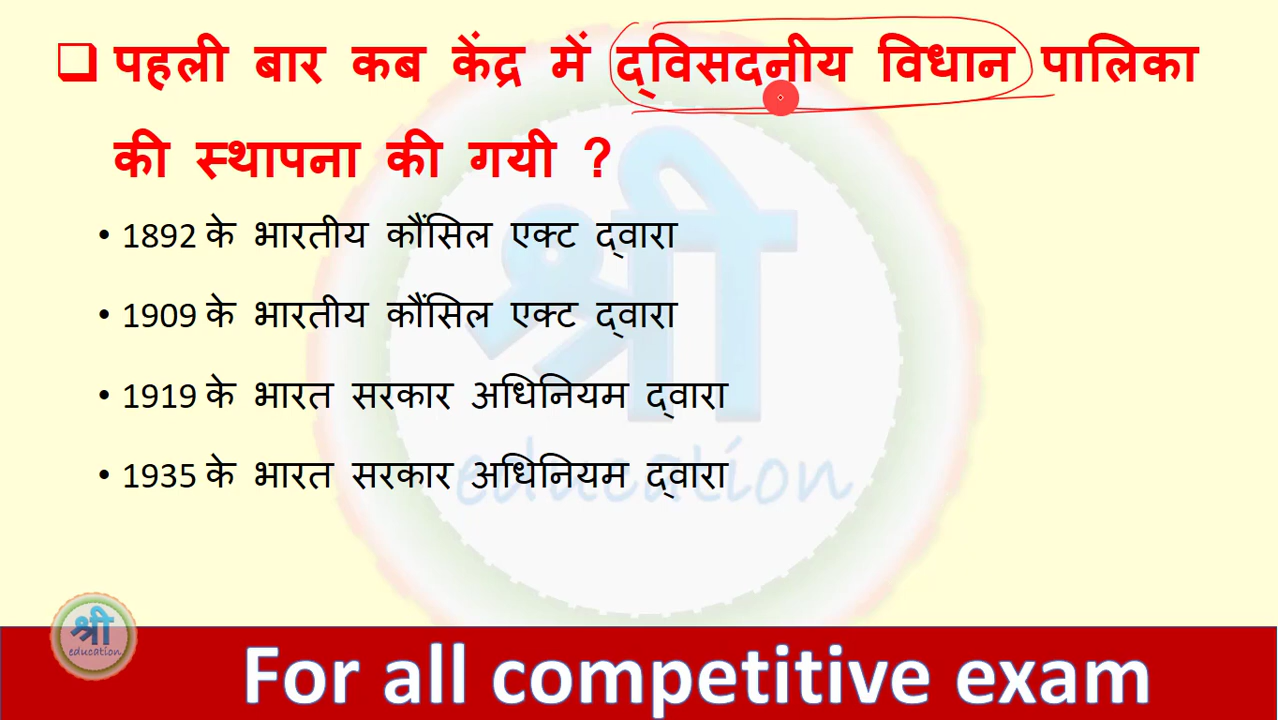 पहली बार कब केंद्र में द्विसदनीय विधान पालिका
की स्थापना की गयी ?
• 1892 के भारतीय कौंसिल एक्ट द्वारा
• 1909 के भारतीय कौंसिल एक्ट द्वारा
• 1919 के भारत सरकार अधिनियम द्वारा
• 1935 के भारत सरकार अधिनियम द्वारा
श्री
education
श्री
education
For all competitive exam